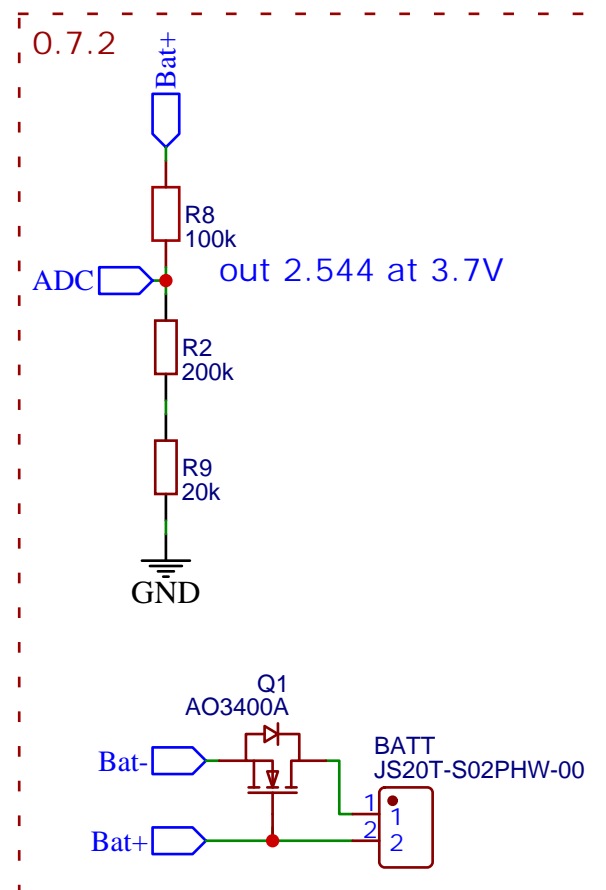 0.7.2
Bat+
R8
100k
ADC
out 2.544 at 3.7V
R2
200k
R9
20k
GND
Q1
AO3400A
BATT
JS20T-S02PHW-00
Bat-
1
1
Bat+
2
2